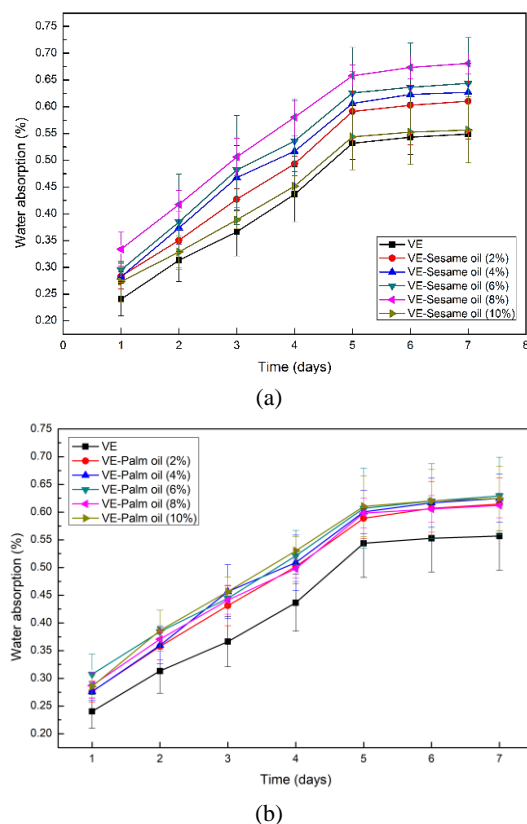 (a)
0.75
0.70
0.65
0.60
0.55
0.50
0.45
0.40
0.35
0.30
0.25
0.20
Water absorption (%)
VE
VE-Sesame oil (2%)
VE-Sesame oil (4%)
VE-Sesame oil (6%)
VE-Sesame oil (8%)
VE-Sesame oil (10%)
0 1 2 3 4 5 6 7 8
Time (days)
(a)
0.75
0.70
0.65
0.60
0.55
0.50
0.45
0.40
0.35
0.30
0.25
0.20
Water absorption (%)
VE
VE-Palm oil (2%)
VE-Palm oil (4%)
VE-Palm oil (6%)
VE-Palm oil (8%)
VE-Palm oil (10%)
1 2 3 4 5 6 7
Time (days)
(b)